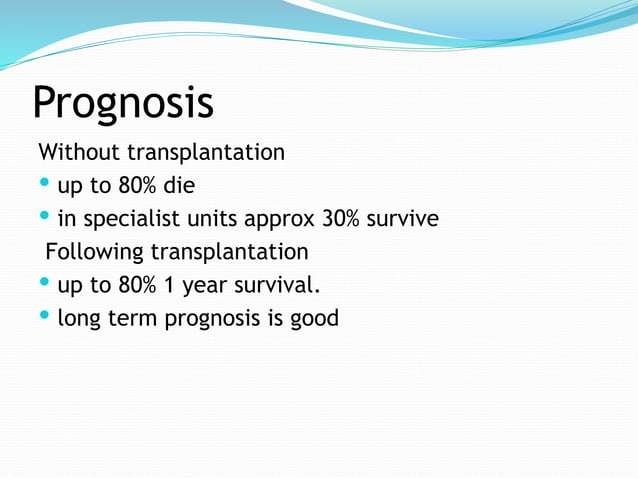 Prognosis
Without transplantation
• up to 80% die
• in specialist units approx 30% survive
Following transplantation
• up to 80% 1 year survival.
• long term prognosis is good